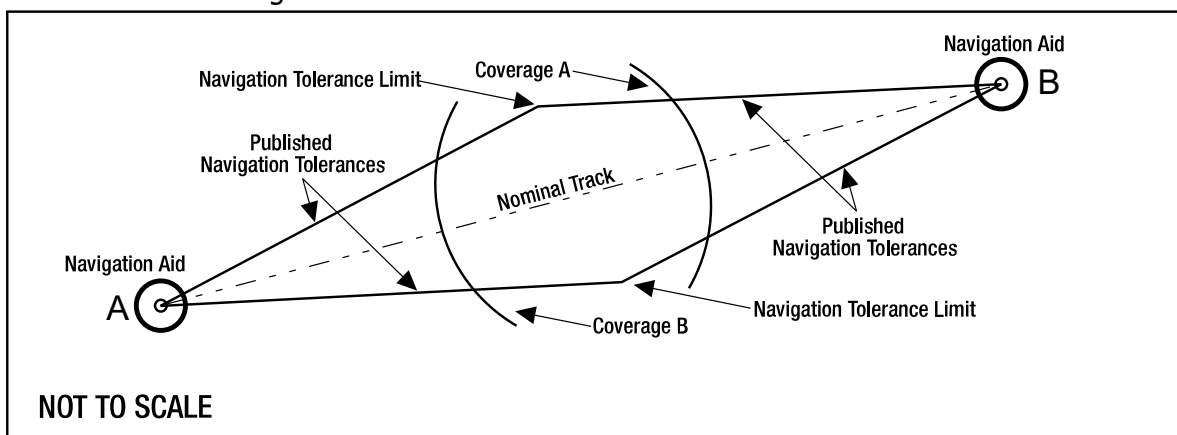 Navigation Aid
B
Coverage A
Navigation Tolerance Limit
Published
Navigation Tolerances
Nominal Track
Published
Navigation Tolerances
Navigation Aid
A
Navigation Tolerance Limit
Coverage B
NOT TO SCALE